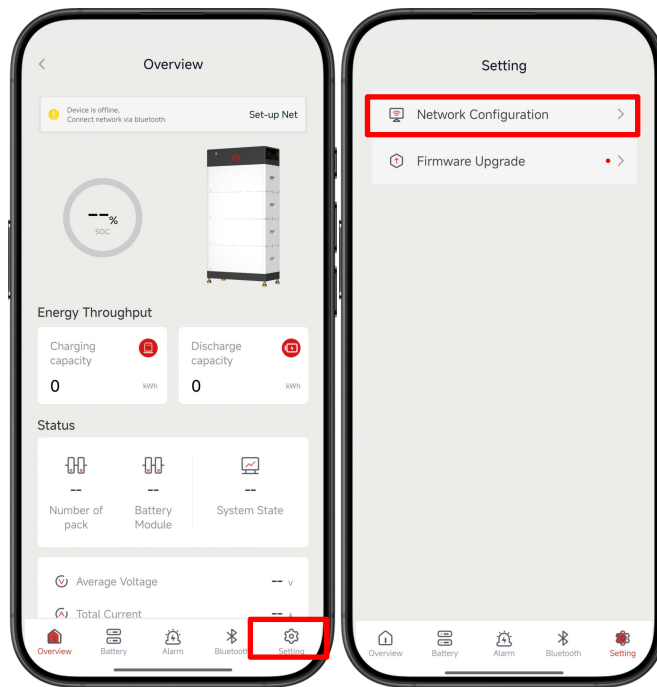 Overview
Device is offline,
Connect network via bluetooth
Set-up Net
--%
SOC
Energy Throughput
Charging
capacity
0
kWh
Discharge
capacity
0
kWh
Status
--
Number of
pack
--
Battery
Module
--
System State
Average Voltage
-- V
Total Current
-- A
Overview
Battery
Alarm
Bluetooth
Setting
Setting
Network Configuration
Firmware Upgrade
Overview
Battery
Alarm
Bluetooth
Setting